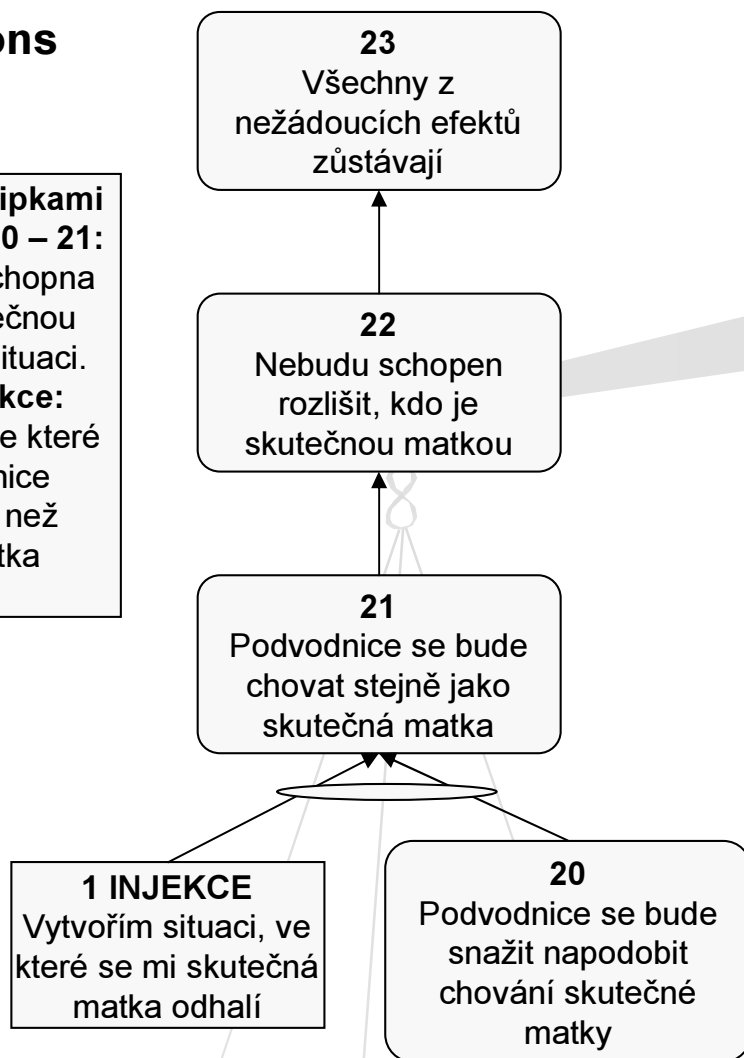 ons
23
Všechny z
nežádoucích efektů
zůstávají
ipkami
0 – 21:
chopna
ečnou
ituaci.
kce:
e které
nice
než
tka
22
Nebudu schopen
rozlišit, kdo je
skutečnou matkou
21
Podvodnice se bude
chovat stejně jako
skutečná matka
1 INJEKCE
Vytvořím situaci, ve
které se mi skutečná
matka odhalí
20
Podvodnice se bude
snažit napodobit
chování skutečné
matky